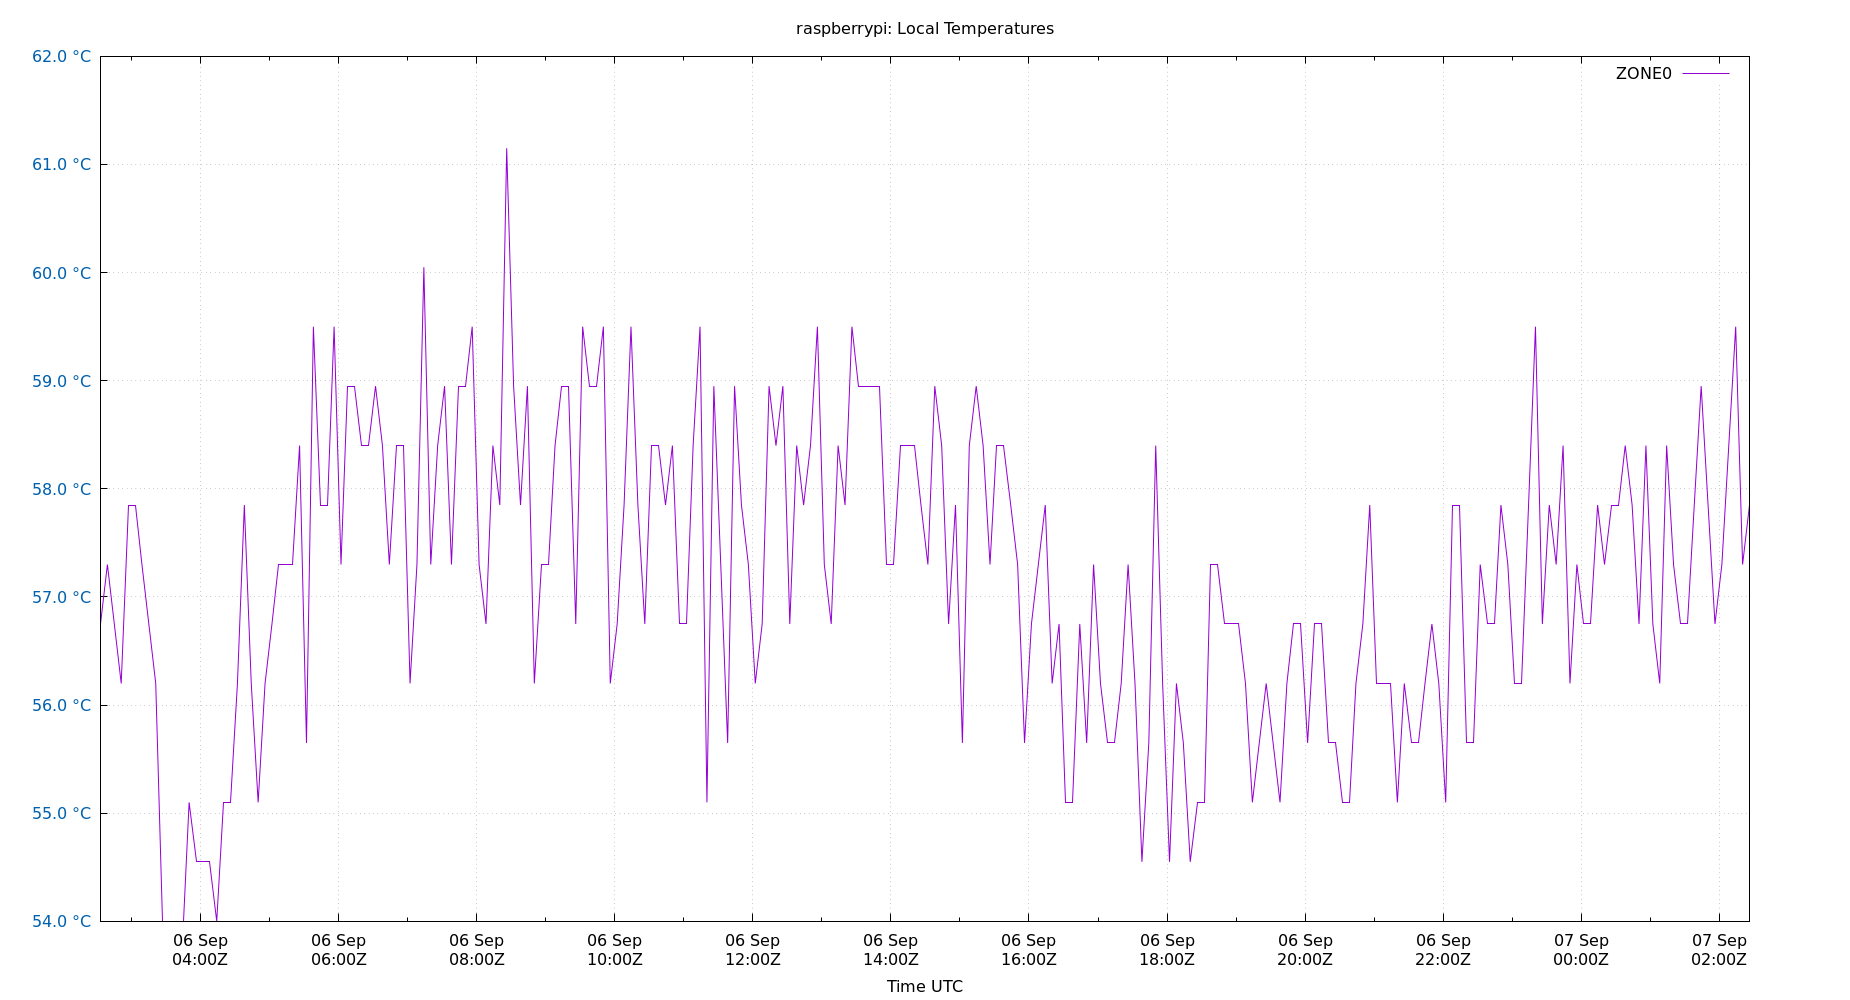 raspberrypi: Local Temperatures
62.0 °C
ZONE0
61.0 °C
60.0 °C
59.0 °C
58.0 °C
57.0 °C
56.0 °C
55.0 °C
54.0 °C
06 Sep 06 Sep 06 Sep 06 Sep 06 Sep 06 Sep 06 Sep 06 Sep 06 Sep 06 Sep 07 Sep 07 Sep
04:00Z 06:00Z 08:00Z 10:00Z 12:00Z 14:00Z 16:00Z 18:00Z 20:00Z 22:00Z 00:00Z 02:00Z
Time UTC